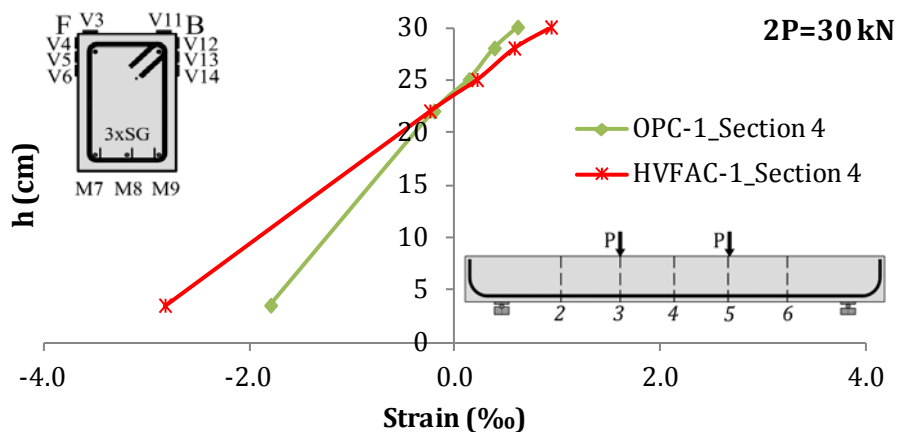 2P=30 kN
F V3 V11 B
V4 V12
V5 V13
V6 V14
3xSG
M7 M8 M9
h (cm)
30
25
20
15
10
5
0
OPC-1_Section 4
HVFAC-1_Section 4
P P
2 3 4 5 6
-4.0 -2.0 0.0 2.0 4.0
Strain (‰)